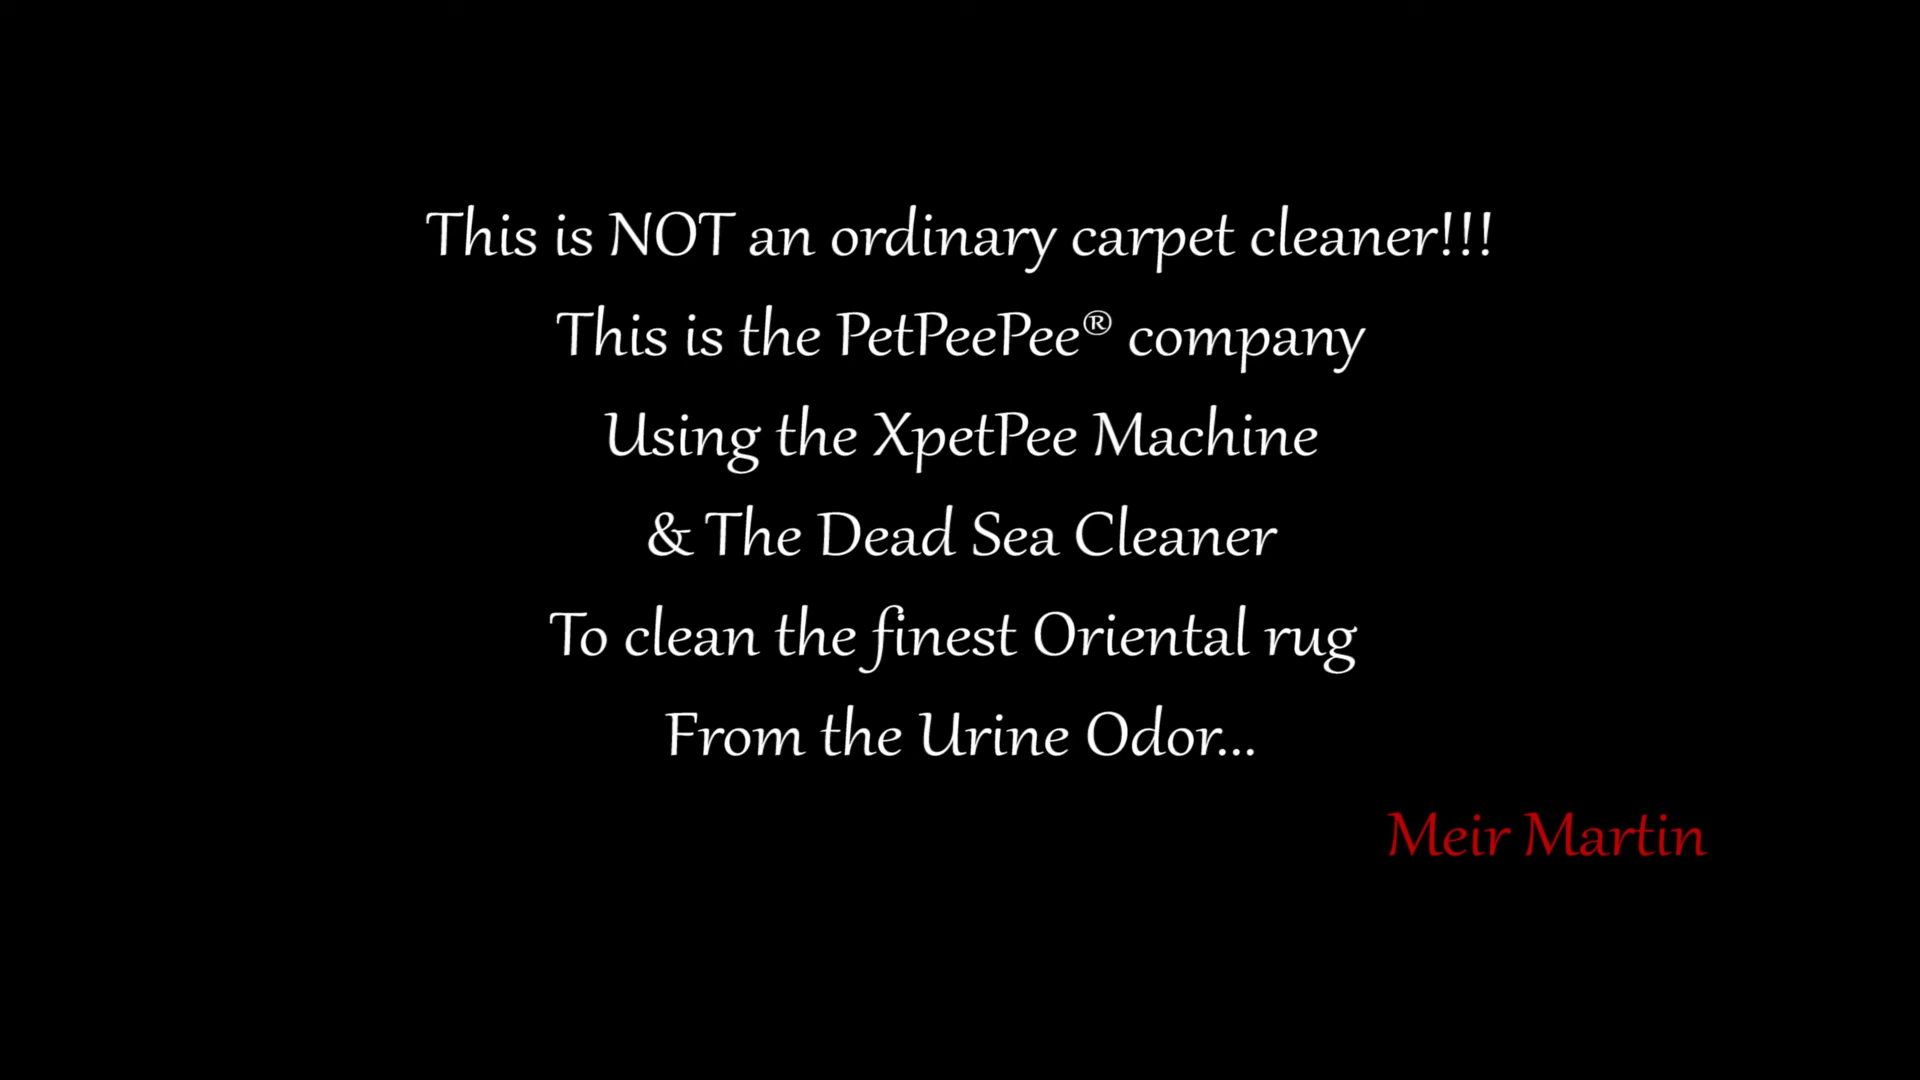 This is NOT an ordinary carpet cleaner!!!
This is the PetPeePee® company
Using the XpetPee Machine
& The Dead Sea Cleaner
To clean the finest Oriental rug
From the Urine Odor...
Meir Martin